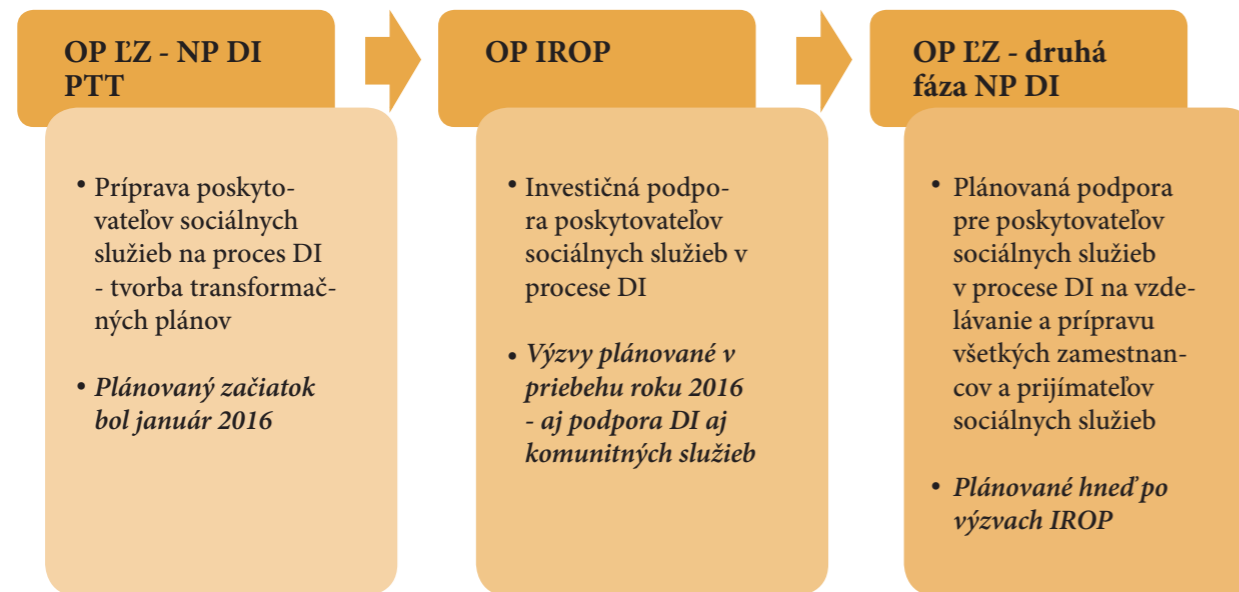 OP ĽZ - NP DI
PTT
• Príprava poskyto-
vateľov sociálnych
služieb na proces DI
- tvorba transformač-
ných plánov
• Plánovaný začiatok
bol január 2016
OP IROP
• Investičná podpo-
ra poskytovateľov
sociálnych služieb v
procese DI
• Výzvy plánované v
priebehu roku 2016
- aj podpora DI aj
komunitných služieb
OP ĽZ - druhá
fáza NP DI
• Plánovaná podpora
pre poskytovateľov
sociálnych služieb
v procese DI na vzde-
lávanie a prípravu
všetkých zamestnan-
cov a prijímateľov
sociálnych služieb
• Plánované hneď po
výzvach IROP